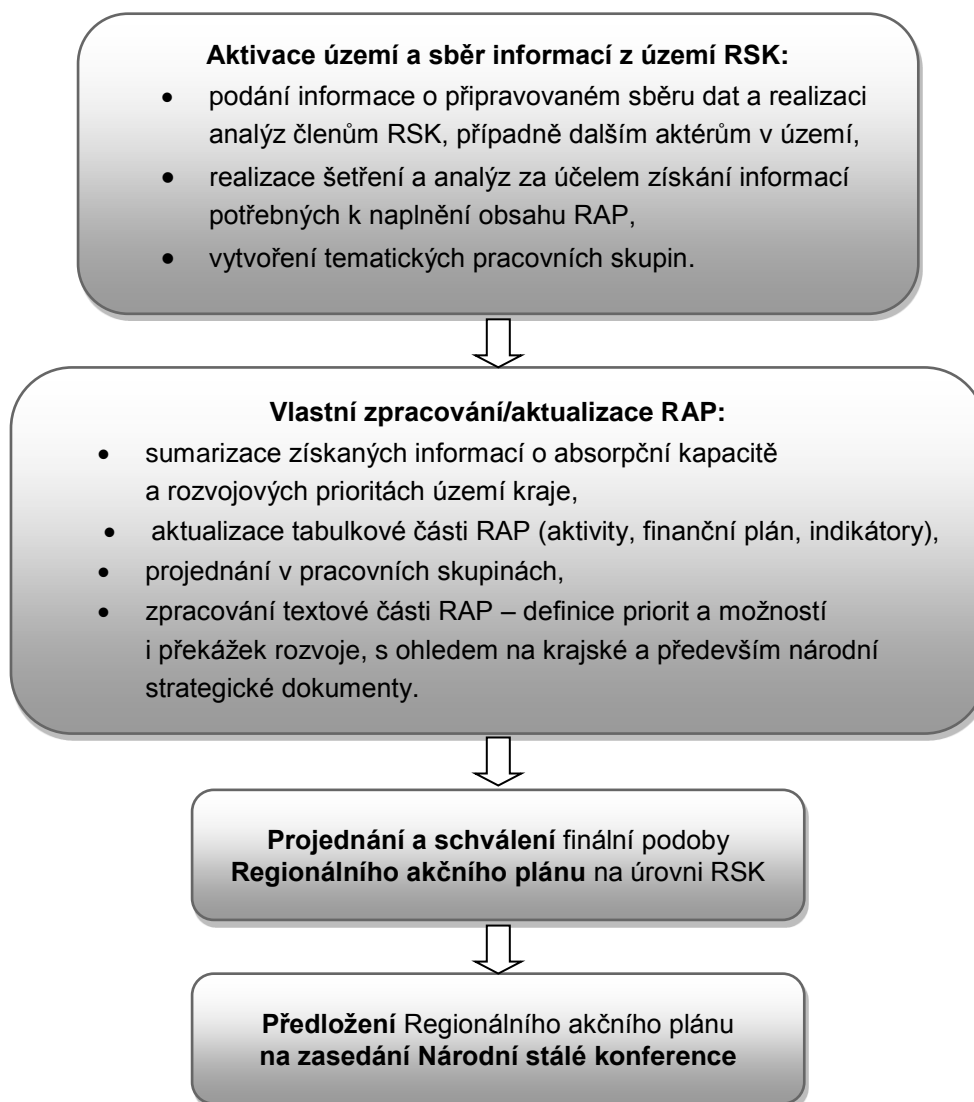 Aktivace území a sběr informací z území RSK:
• podání informace o připravovaném sběru dat a realizaci
analýz členům RSK, případně dalším aktérům v území,
• realizace šetření a analýz za účelem získání informací
potřebných k naplnění obsahu RAP,
• vytvoření tematických pracovních skupin.
Vlastní zpracování/aktualizace RAP:
• sumarizace získaných informací o absorpční kapacitě
a rozvojových prioritách území kraje,
• aktualizace tabulkové části RAP (aktivity, finanční plán, indikátory),
• projednání v pracovních skupinách,
• zpracování textové části RAP – definice priorit a možností
i překážek rozvoje, s ohledem na krajské a především národní
strategické dokumenty.
Projednání a schválení finální podoby
Regionálního akčního plánu na úrovni RSK
Předložení Regionálního akčního plánu
na zasedání Národní stálé konference